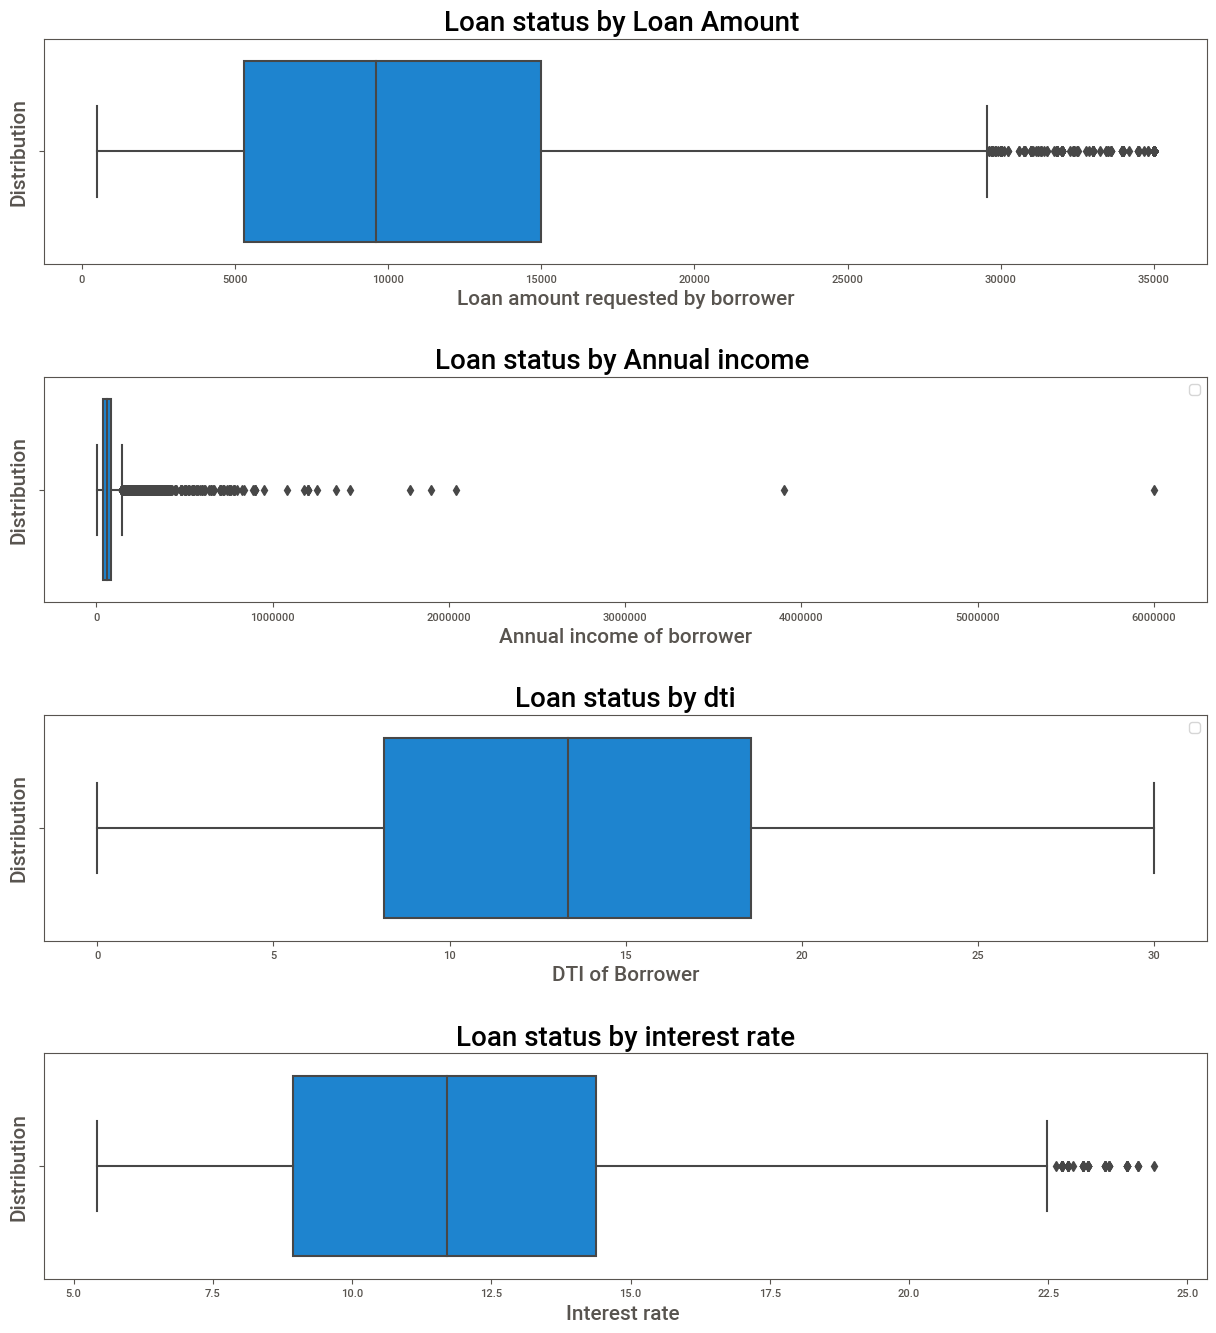 Loan status by Loan Amount
Distribution
0 5000 10000 15000 20000 25000 30000 35000
Loan amount requested by borrower
Loan status by Annual income
Distribution
0 1000000 2000000 3000000 4000000 5000000 6000000
Annual income of borrower
Loan status by dti
Distribution
0 5 10 15 20 25 30
DTI of Borrower
Loan status by interest rate
Distribution
5.0 7.5 10.0 12.5 15.0 17.5 20.0 22.5 25.0
Interest rate